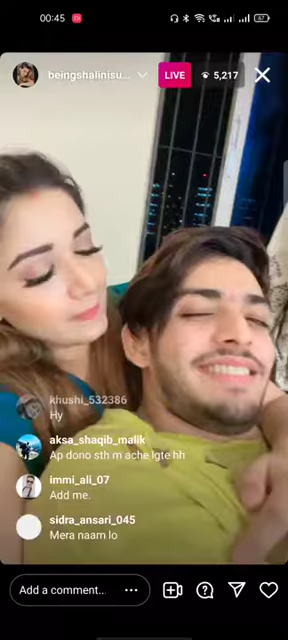 00:45
67
beingshalinisu...
LIVE
5,217
khushi_532386
Hy
aksa_shaqib_malik
Ap dono sth m ache lgte hh
immi_ali_07
Add me.
sidra_ansari_045
Mera naam lo
Add a comment...